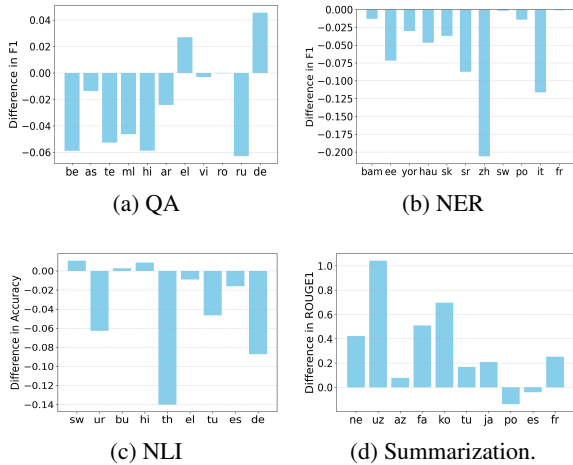 Difference in F1
0.04
0.02
0.00
−0.02
−0.04
−0.06
be as te ml hi ar el vi ro ru de
(a) QA
Difference in F1
0.000
−0.025
−0.050
−0.075
−0.100
−0.125
−0.150
−0.175
−0.200
bam ee yor hau sk sr zh sw po it fr
(b) NER
Difference in Accuracy
0.00
−0.02
−0.04
−0.06
−0.08
−0.10
−0.12
−0.14
sw ur bu hi th el tu es de
(c) NLI
Difference in ROUGE1
1.0
0.8
0.6
0.4
0.2
0.0
ne uz az fa ko tu ja po es fr
(d) Summarization.